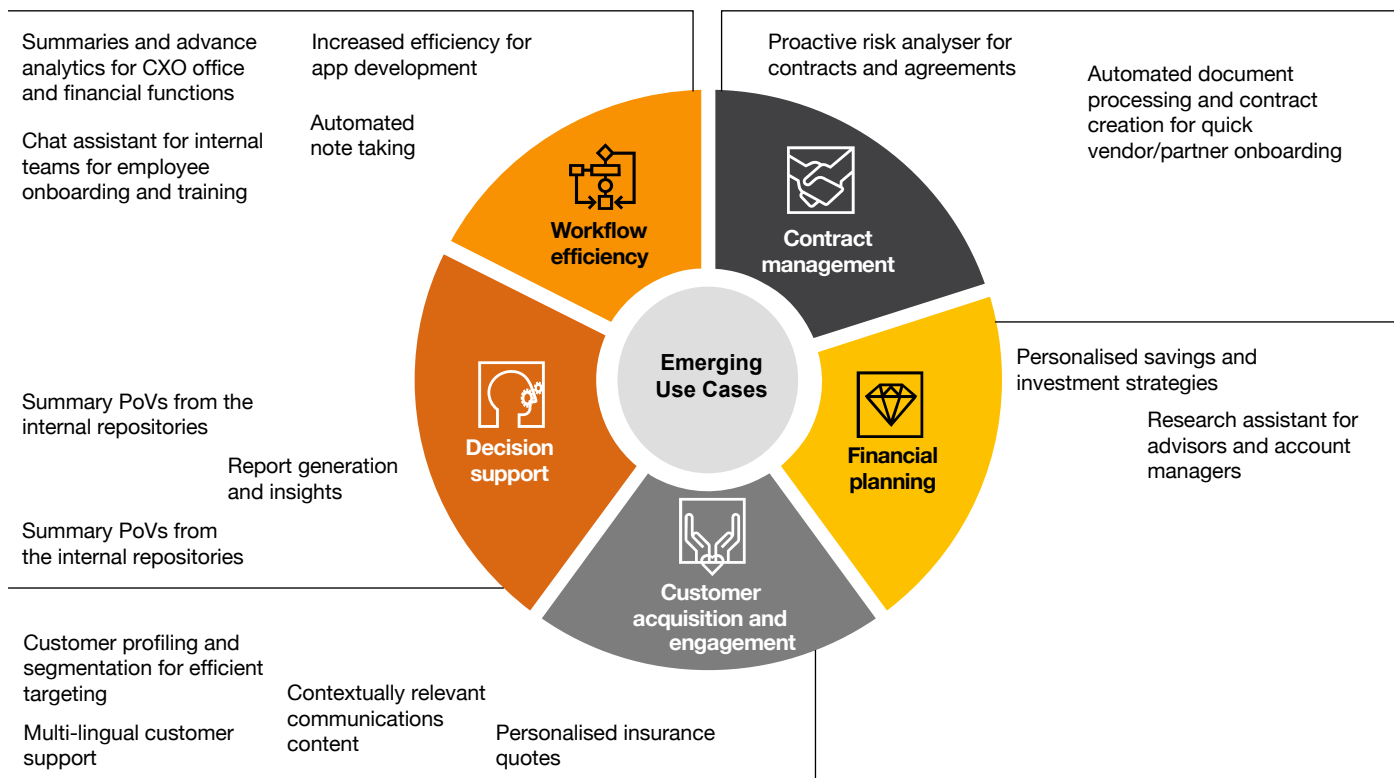 Summaries and advance
analytics for CXO office
and financial functions
Chat assistant for internal
teams for employee
onboarding and training
Increased efficiency for
app development
Automated
note taking
Proactive risk analyser for
contracts and agreements
Automated document
processing and contract
creation for quick
vendor/partner onboarding
Workflow
efficiency
Contract
management
Emerging
Use Cases
Decision
support
Financial
planning
Customer
acquisition and
engagement
Personalised savings and
investment strategies
Research assistant for
advisors and account
managers
Summary PoVs from the
internal repositories
Report generation
and insights
Summary PoVs from
the internal repositories
Customer profiling and
segmentation for efficient
targeting
Multi-lingual customer
support
Contextually relevant
communications
content
Personalised insurance
quotes